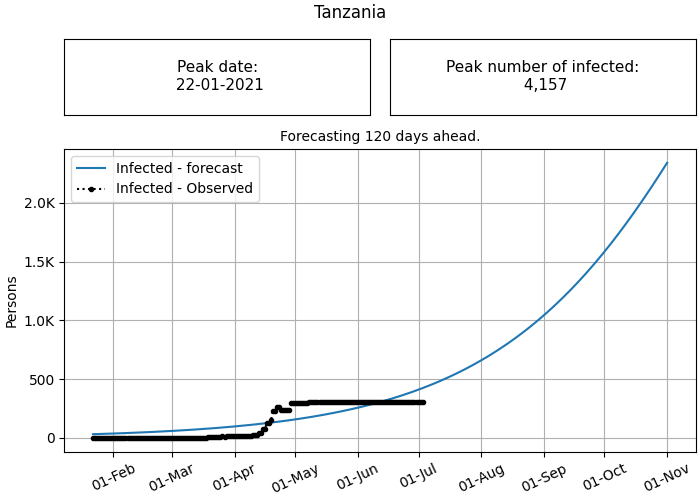 Tanzania
Peak date:
22-01-2021
Peak number of infected:
4,157
Forecasting 120 days ahead.
Infected - forecast
Infected - Observed
Persons
2.0K
1.5K
1.0K
500
0
01-Feb
01-Mar
01-Apr
01-May
01-Jun
01-Jul
01-Aug
01-Sep
01-Oct
01-Nov